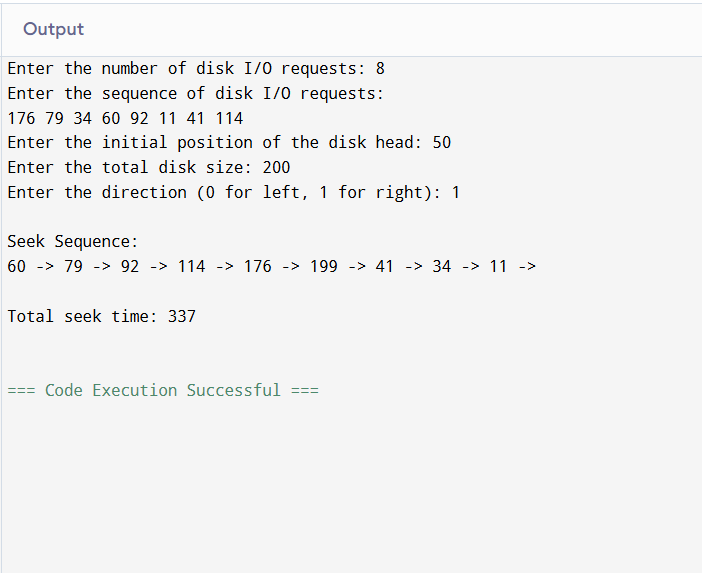 Output
Enter the number of disk I/O requests: 8
Enter the sequence of disk I/O requests:
176 79 34 60 92 11 41 114
Enter the initial position of the disk head: 50
Enter the total disk size: 200
Enter the direction (0 for left, 1 for right): 1
Seek Sequence:
60 -> 79 -> 92 -> 114 -> 176 -> 199 -> 41 -> 34 -> 11 ->
Total seek time: 337
=== Code Execution Successful ===